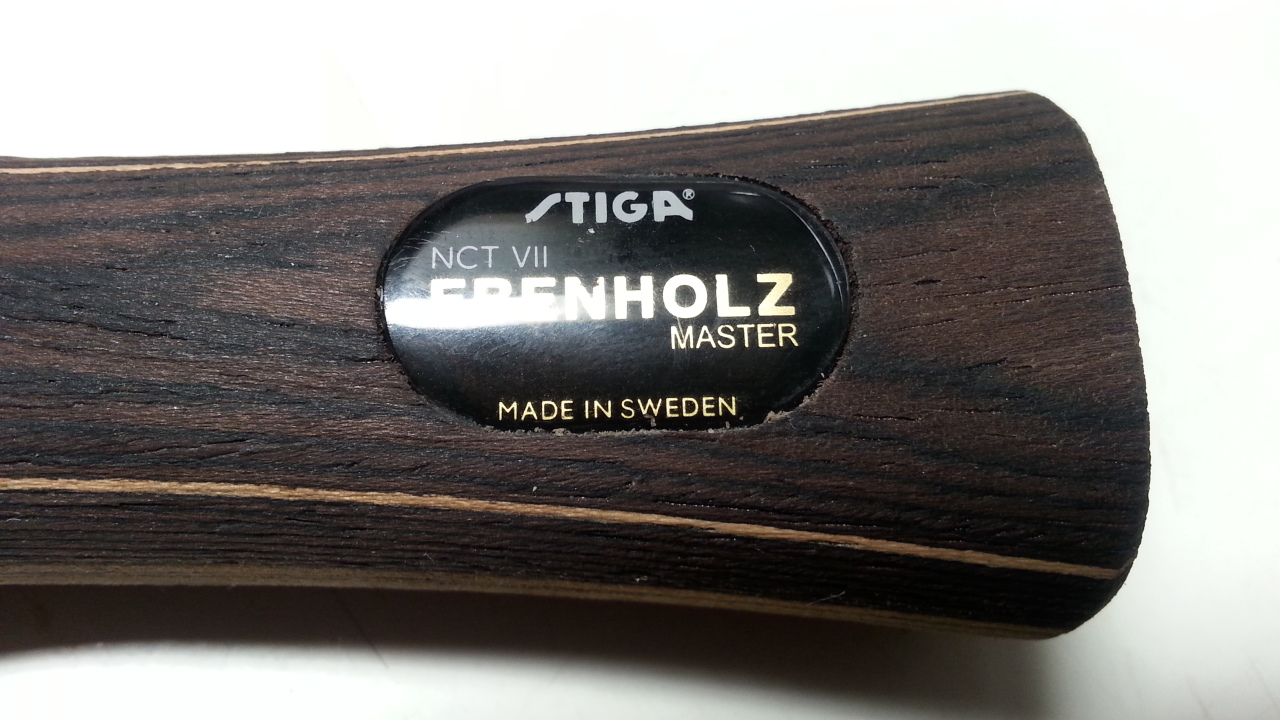 STIGA®
NCT VII
EBENHOLZ
MASTER
MADE IN SWEDEN